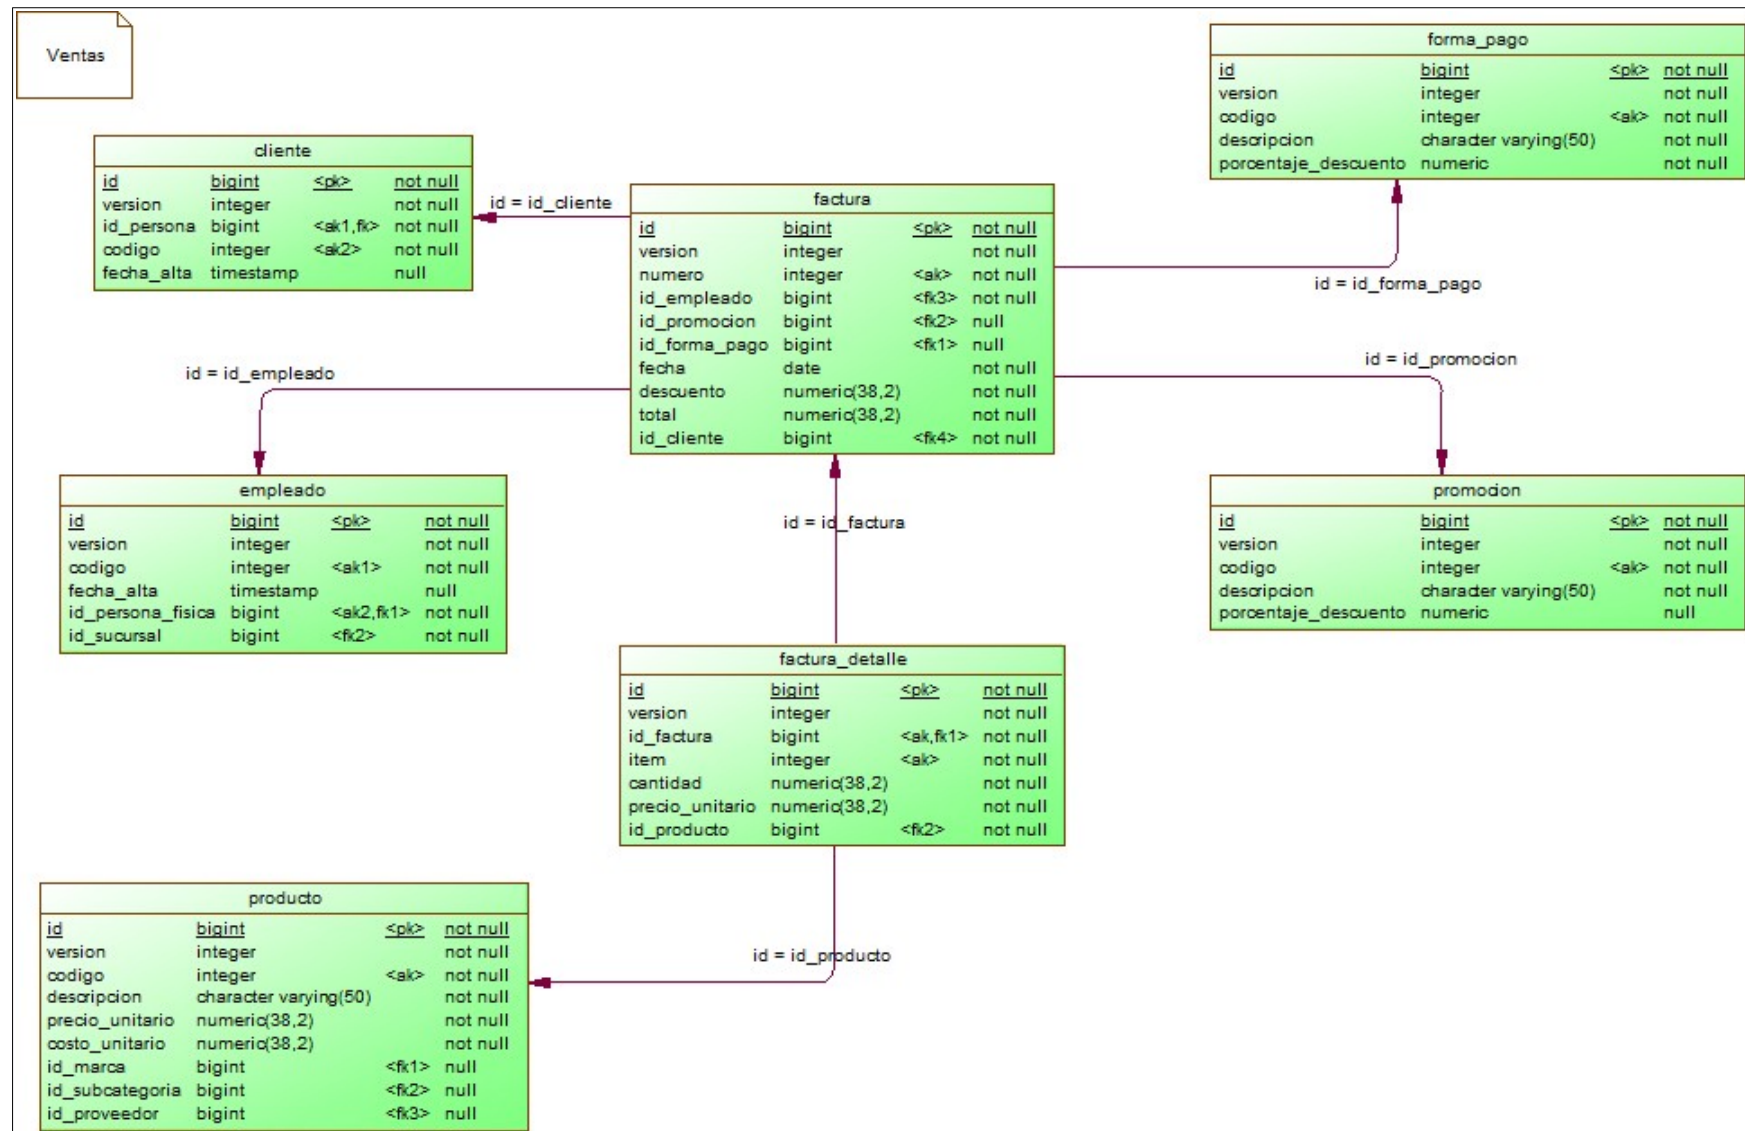 Ventas
forma_pago
id bigint <pk> not null
version integer not null
codigo integer <ak> not null
descripcion character varying(50) not null
porcentaje_descuento numeric not null
cliente
id bigint <pk> not null
version integer not null
id_persona bigint <ak1,fk> not null
codigo integer <ak2> not null
fecha_alta timestamp null
id = id_cliente
factura
id bigint <pk> not null
version integer not null
numero integer <ak> not null
id_empleado bigint <fk3> not null
id_promocion bigint <fk2> null
id_forma_pago bigint <fk1> null
fecha date not null
descuento numeric(38,2) not null
total numeric(38,2) not null
id_cliente bigint <fk4> not null
id = id_forma_pago
id = id_promocion
id = id_empleado
empleado
id bigint <pk> not null
version integer not null
codigo integer <ak1> not null
fecha_alta timestamp null
id_persona_fisica bigint <ak2,fk1> not null
id_sucursal bigint <fk2> not null
id = id_factura
promocion
id bigint <pk> not null
version integer not null
codigo integer <ak> not null
descripcion character varying(50) not null
porcentaje_descuento numeric null
factura_detalle
id bigint <pk> not null
version integer not null
id_factura bigint <ak,fk1> not null
item integer <ak> not null
cantidad numeric(38,2) not null
precio_unitario numeric(38,2) not null
id_producto bigint <fk2> not null
id = id_producto
producto
id bigint <pk> not null
version integer not null
codigo integer <ak> not null
descripcion character varying(50) not null
precio_unitario numeric(38,2) not null
costo_unitario numeric(38,2) not null
id_marca bigint <fk1> null
id_subcategoria bigint <fk2> null
id_proveedor bigint <fk3> null